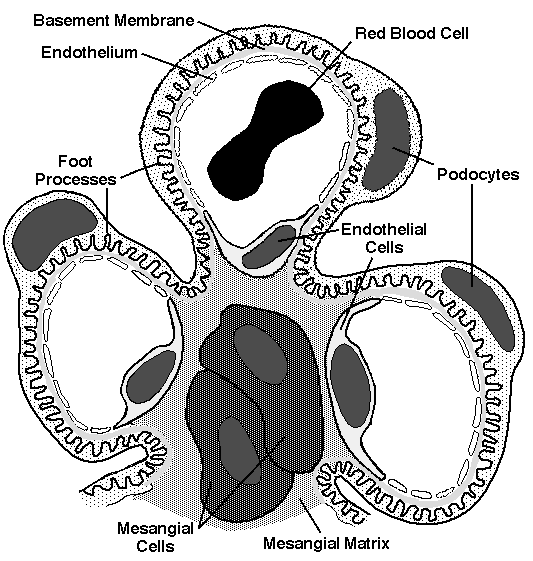 Basement Membrane
Red Blood Cell
Endothelium
Foot
Processes
Podocytes
Endothelial
Cells
Mesangial
Cells
Mesangial Matrix